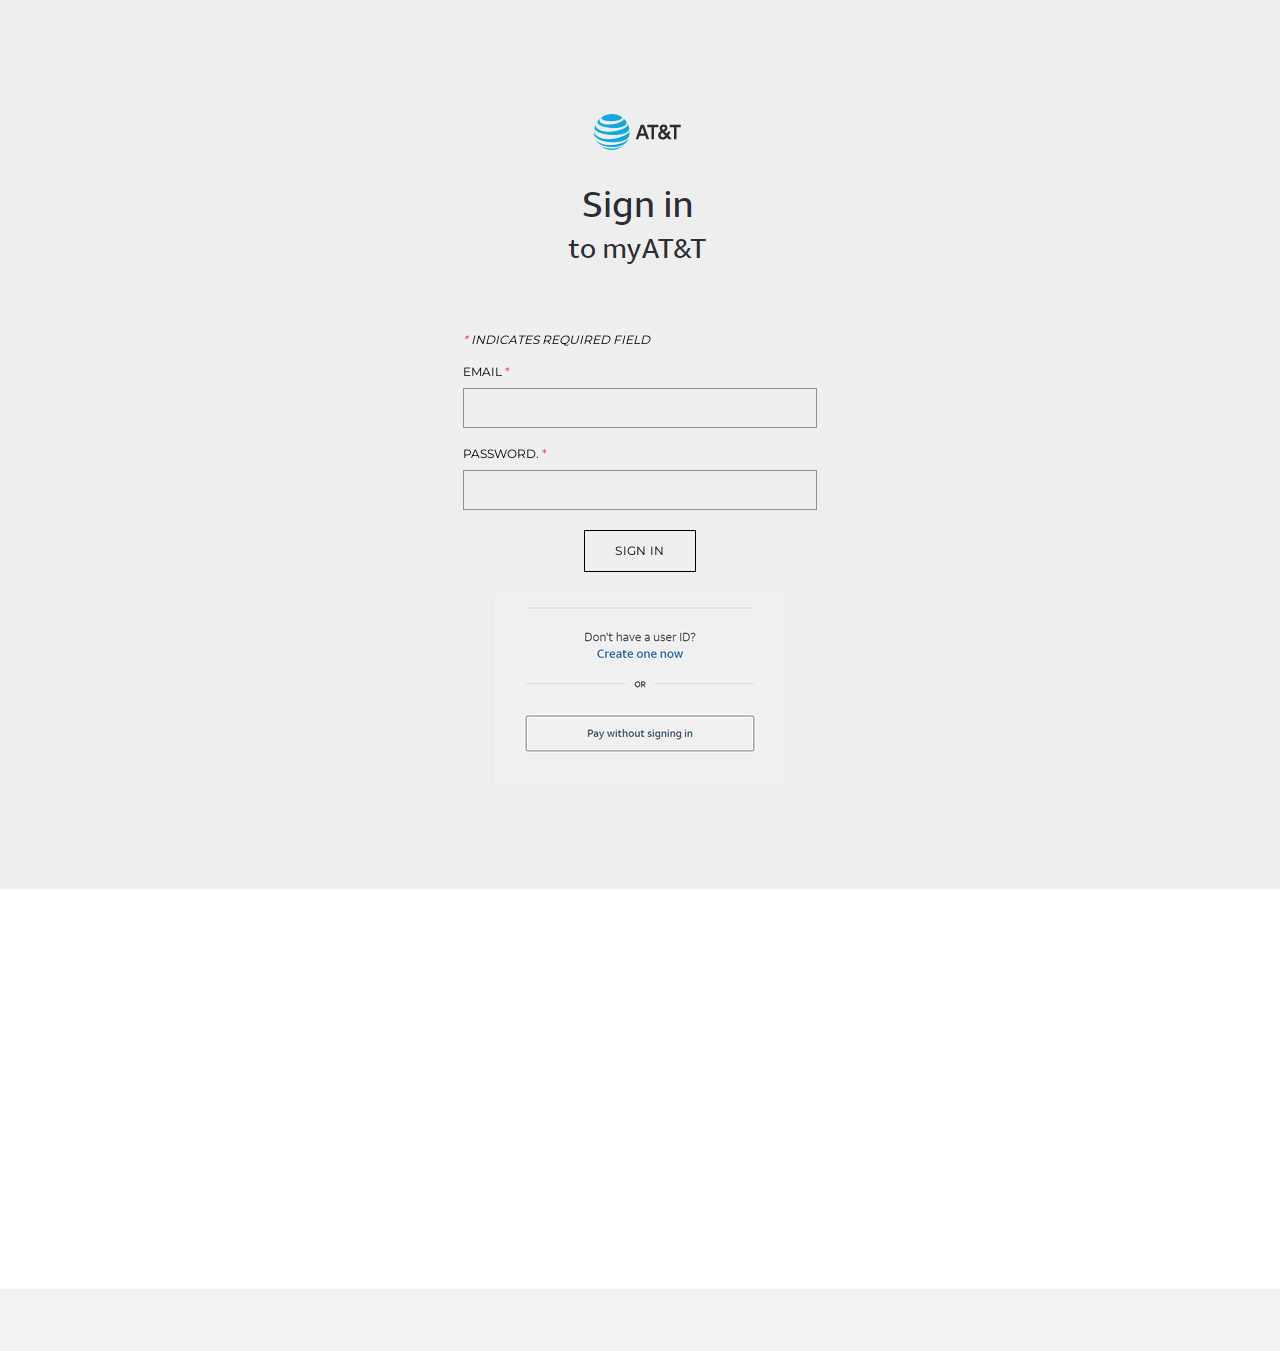 AT&T
Sign in
to myAT&T
* INDICATES REQUIRED FIELD
EMAIL *
PASSWORD. *
SIGN IN
Don't have a user ID?
Create one now
OR
Pay without signing in